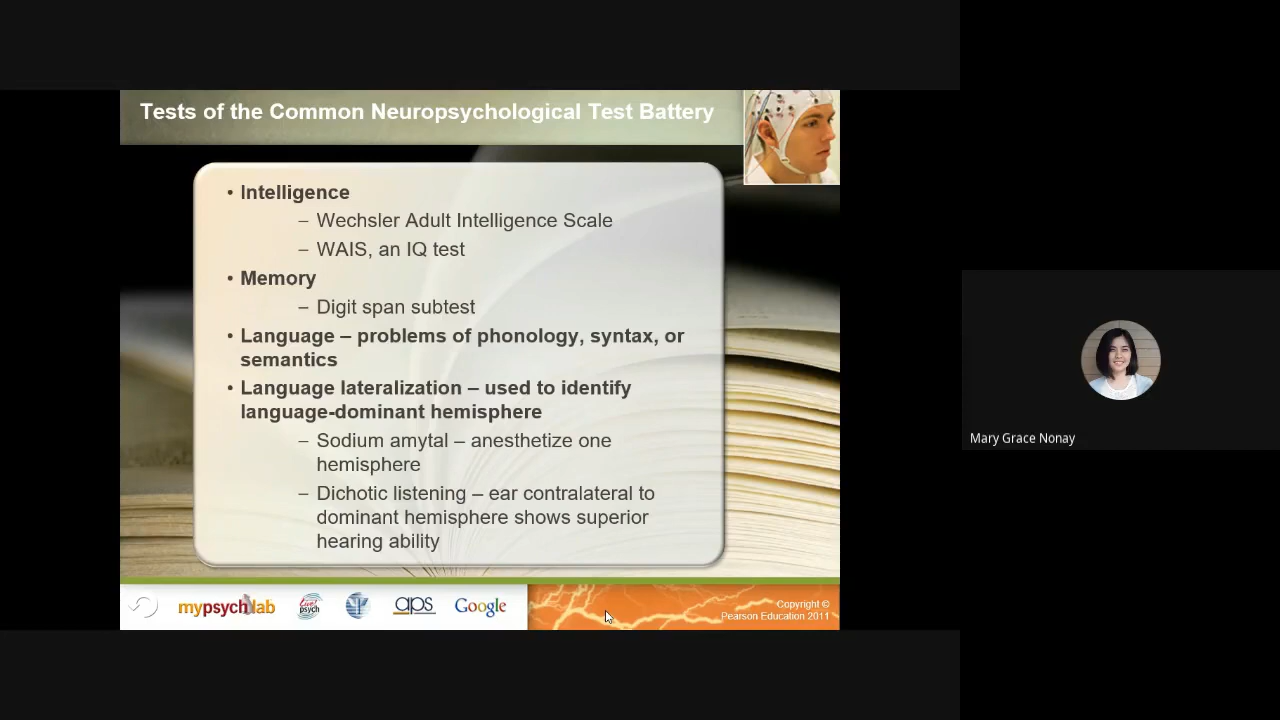 Tests of the Common Neuropsychological Test Battery
• Intelligence
– Wechsler Adult Intelligence Scale
– WAIS, an IQ test
• Memory
– Digit span subtest
• Language – problems of phonology, syntax, or
semantics
• Language lateralization – used to identify
language-dominant hemisphere
– Sodium amytal – anesthetize one
hemisphere
– Dichotic listening – ear contralateral to
dominant hemisphere shows superior
hearing ability
mypsychlab
Live!
psych
aps
Google
Copyright ©
Pearson Education 2011
Mary Grace Nonay